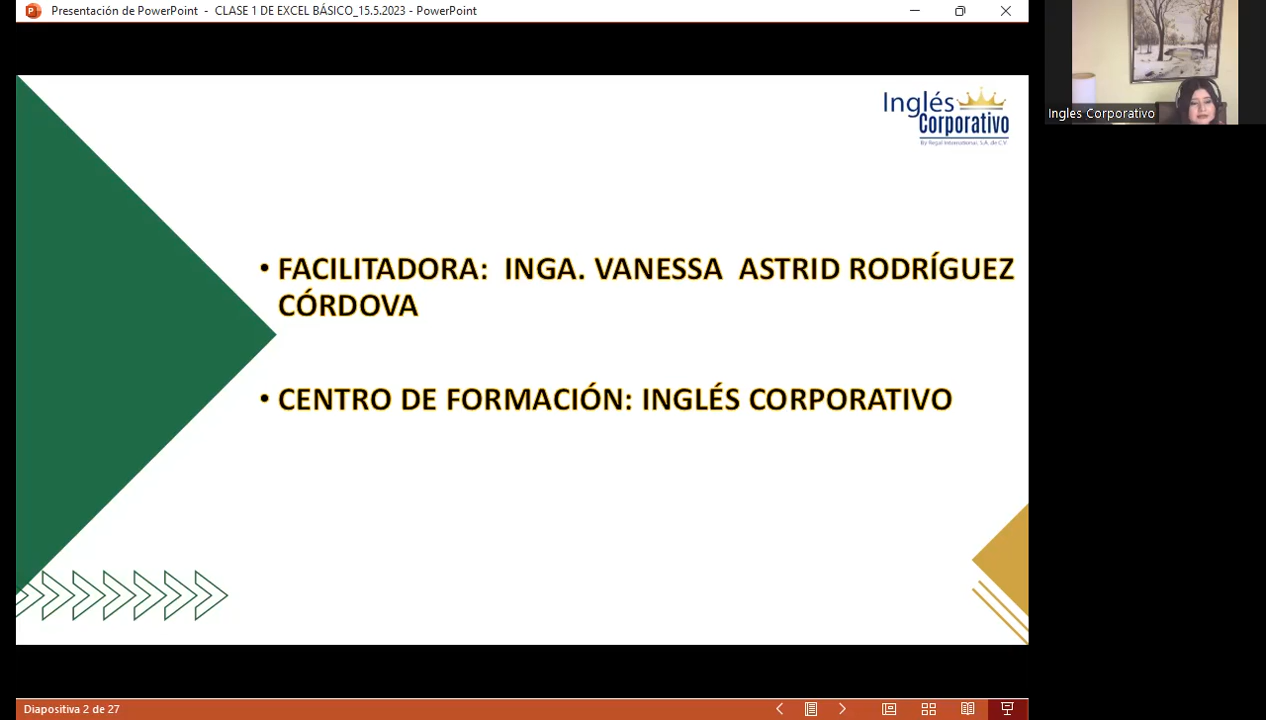 Presentación de PowerPoint - CLASE 1 DE EXCEL BÁSICO_15.5.2023 - PowerPoint
Inglés
Corporativo
By Regal International, S.A. de C.V.
Ingles Corporativo
• FACILITADORA: INGA. VANESSA ASTRID RODRÍGUEZ
CÓRDOVA
• CENTRO DE FORMACIÓN: INGLÉS CORPORATIVO
Diapositiva 2 de 27